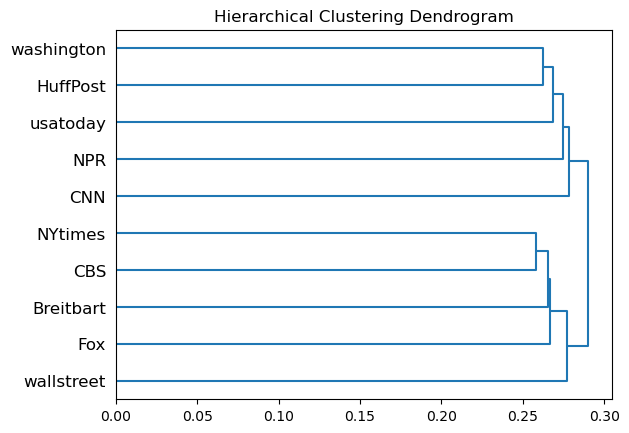 Hierarchical Clustering Dendrogram
washington
HuffPost
usatoday
NPR
CNN
NYtimes
CBS
Breitbart
Fox
wallstreet
0.00 0.05 0.10 0.15 0.20 0.25 0.30